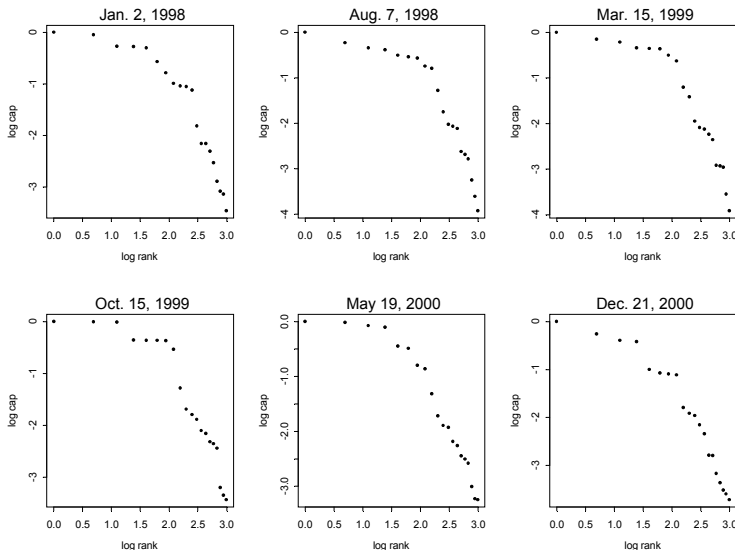 Jan. 2, 1998
Aug. 7, 1998
Mar. 15, 1999
log cap
0
-1
-2
-3
0.0 0.5 1.0 1.5 2.0 2.5 3.0
log rank
log cap
0
-1
-2
-3
-4
0.0 0.5 1.0 1.5 2.0 2.5 3.0
log rank
log cap
0
-1
-2
-3
-4
0.0 0.5 1.0 1.5 2.0 2.5 3.0
log rank
Oct. 15, 1999
May 19, 2000
Dec. 21, 2000
log cap
0
-1
-2
-3
0.0 0.5 1.0 1.5 2.0 2.5 3.0
log rank
log cap
0.0
-1.0
-2.0
-3.0
0.0 0.5 1.0 1.5 2.0 2.5 3.0
log rank
log cap
0
-1
-2
-3
0.0 0.5 1.0 1.5 2.0 2.5 3.0
log rank